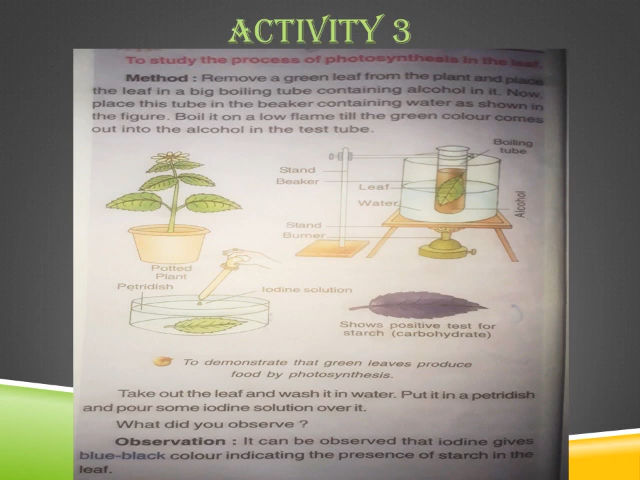 ACTIVITY 3
To study the process of photosynthesis in the leaf.
Method : Remove a green leaf from the plant and place
the leaf in a big boiling tube containing alcohol in it. Now,
place this tube in the beaker containing water as shown in
the figure. Boil it on a low flame till the green colour comes
out into the alcohol in the test tube.
Boiling
tube
Stand
Beaker
Leaf
Water
Alcohol
Stand
Burner
Potted
Plant
Petridish
Iodine solution
Shows positive test for
starch (carbohydrate)
To demonstrate that green leaves produce
food by photosynthesis.
Take out the leaf and wash it in water. Put it in a petridish
and pour some iodine solution over it.
What did you observe ?
Observation : It can be observed that iodine gives
blue-black colour indicating the presence of starch in the
leaf.